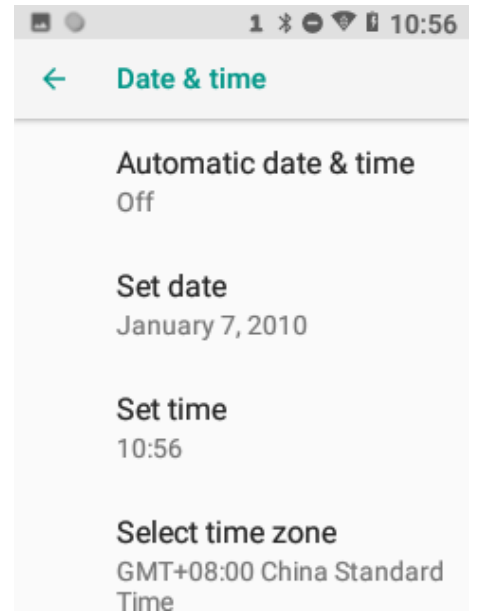 1 10:56
Date & time
Automatic date & time
Off
Set date
January 7, 2010
Set time
10:56
Select time zone
GMT+08:00 China Standard
Time